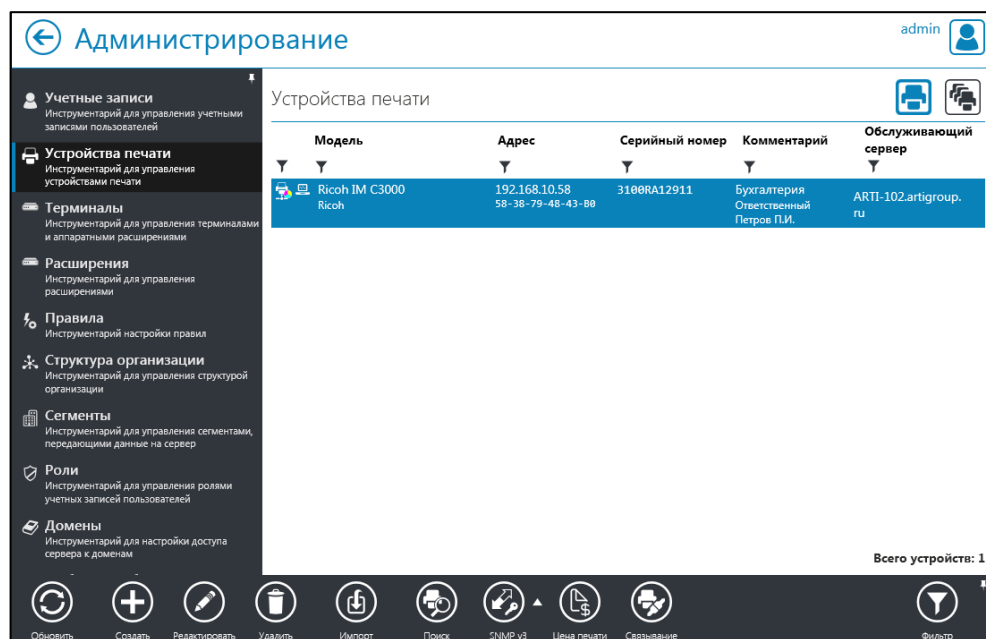 Администрирование
admin
Учетные записи
Инструментарий для управления учетными
записями пользователей
Устройства печати
Инструментарий для управления
устройствами печати
Терминалы
Инструментарий для управления терминалами
и аппаратными расширениями
Расширения
Инструментарий для управления
расширениями
Правила
Инструментарий настройки правил
Структура организации
Инструментарий для управления структурой
организации
Сегменты
Инструментарий для управления сегментами,
передающими данные на сервер
Роли
Инструментарий для управления ролями
учетных записей пользователей
Домены
Инструментарий для настройки доступа
сервера к доменам
Устройства печати
Модель
Адрес
Серийный номер
Комментарий
Обслуживающий
сервер
Ricoh IM C3000
Ricoh
192.168.10.58
58-38-79-48-43-B0
3100RA12911
Бухгалтерия
Ответственный
Петров П.И.
ARTI-102.artigroup.
ru
Всего устройств: 1
Обновить
Создать
Редактировать
Удалить
Импорт
Поиск
SNMP v3
Цена печати
Связывание
Фильтр